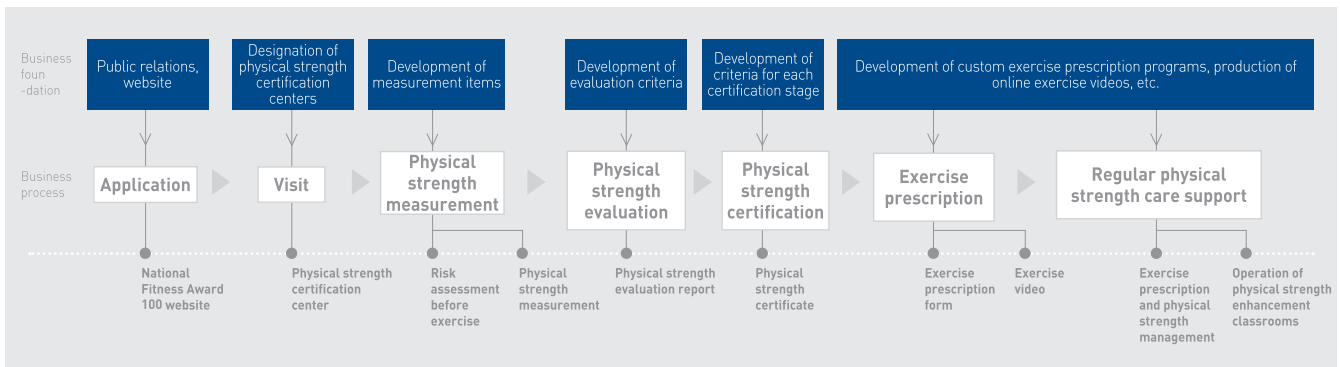 Business
foun
-dation
Public relations,
website
Designation of
physical strength
certification
centers
Development of
measurement items
Development of
evaluation criteria
Development of
criteria for each
certification stage
Development of custom exercise prescription programs, production of
online exercise videos, etc.
Business
process
Application
Visit
Physical
strength
measurement
Physical
strength
evaluation
Physical
strength
certification
Exercise
prescription
Regular physical
strength care support
National
Fitness Award
100 website
Physical strength
certification
center
Risk
assessment
before
exercise
Physical
strength
measurement
Physical strength
evaluation report
Physical
strength
certificate
Exercise
prescription
form
Exercise
video
Exercise
prescription
and physical
strength
management
Operation of
physical strength
enhancement
classrooms